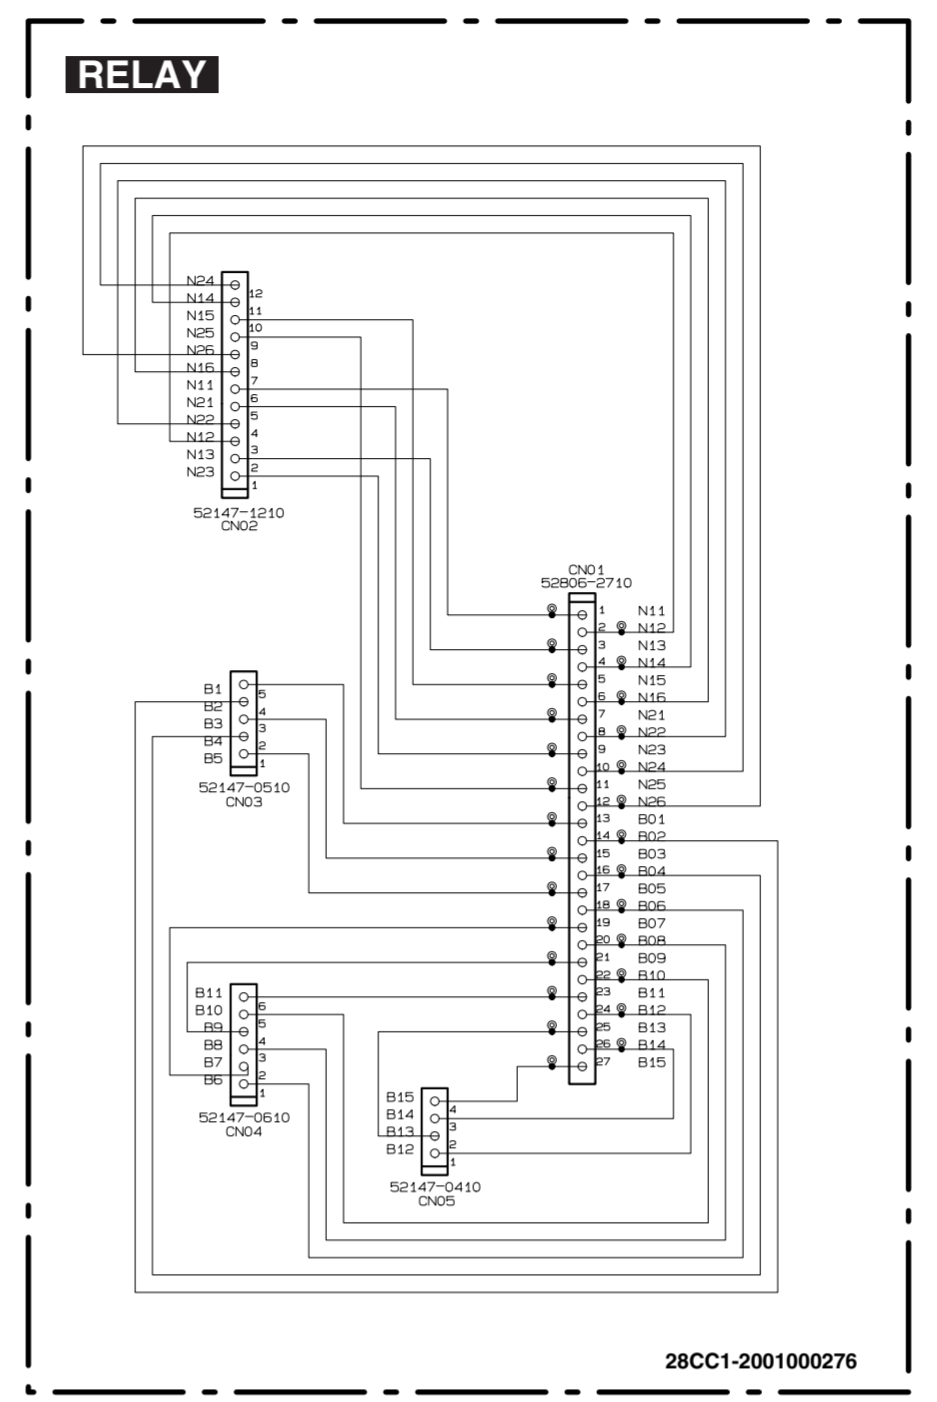 RELAY
N24
12
N14
11
N15
10
N25
9
N26
8
N16
7
N11
6
N21
5
N22
4
N12
3
N13
2
N23
1
52147-1210
CN02
CN01
52806-2710
1 N11
2 N12
3 N13
4 N14
5 N15
6 N16
7 N21
8 N22
9 N23
10 N24
11 N25
12 N26
13 B01
14 B02
15 B03
16 B04
17 B05
18 B06
19 B07
20 B08
21 B09
22 B10
23 B11
24 B12
25 B13
26 B14
27 B15
B1
5
B2
4
B3
3
B4
2
B5
1
52147-0510
CN03
B11
6
B10
5
B9
4
B8
3
B7
2
B6
1
52147-0610
CN04
B15
4
B14
3
B13
2
B12
1
52147-0410
CN05
28CC1-2001000276